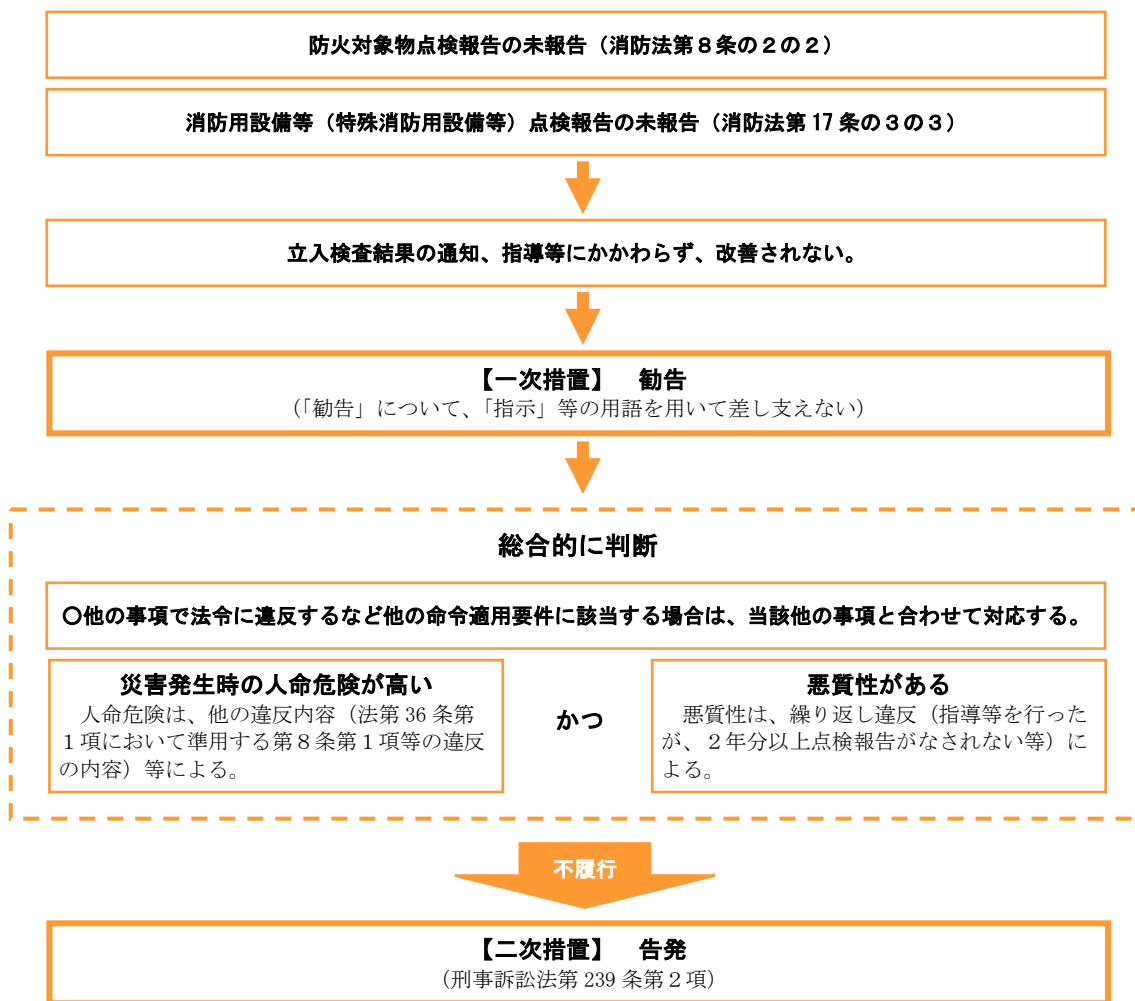 防火対象物点検報告の未報告（消防法第８条の２の２）
消防用設備等（特殊消防用設備等）点検報告の未報告（消防法第 17 条の３の３）
立入検査結果の通知、指導等にかかわらず、改善されない。
【一次措置】　勧告
（「勧告」について、「指示」等の用語を用いて差し支えない）
総合的に判断
〇他の事項で法令に違反するなど他の命令適用要件に該当する場合は、当該他の事項と合わせて対応する。
災害発生時の人命危険が高い
人命危険は、他の違反内容（法第 36 条第
１項において準用する第８条第１項等の違反
の内容）等による。
かつ
悪質性がある
悪質性は、繰り返し違反（指導等を行った
が、２年分以上点検報告がなされない等）に
よる。
不履行
【二次措置】　告発
（刑事訴訟法第 239 条第２項）